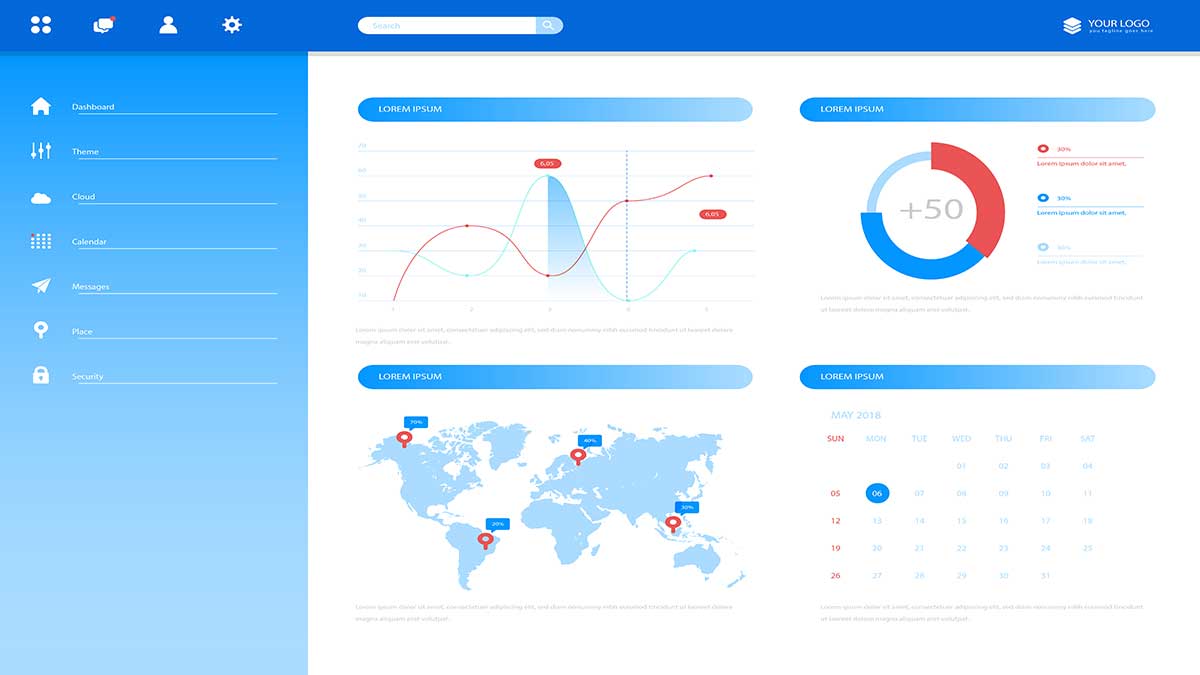 Search
YOUR LOGO
you tagline goes here
Dashboard
Theme
Cloud
Calendar
Messages
Place
Security
LOREM IPSUM
70
60
50
40
30
20
10
6,05
6,05
1 2
Lorem ipsum dolor sit amet, consectetuer adipiscing elit, sed diam nonummy nibh euismod tincidunt ut laoreet dolore
magna aliquam erat volutpat.
LOREM IPSUM
+50
30%
Lorem ipsum dolor sit amet,
30%
Lorem ipsum dolor sit amet,
30%
Lorem ipsum dolor sit amet,
Lorem ipsum dolor sit amet, consectetuer adipiscing elit, sed diam nonummy nibh euismod tincidunt
ut laoreet dolore magna aliquam erat volutpat.
LOREM IPSUM
70%
40%
30%
20%
Lorem ipsum dolor sit amet, consectetuer adipiscing elit, sed diam nonummy nibh euismod tincidunt ut laoreet dolore
magna aliquam erat volutpat.
LOREM IPSUM
MAY 2018
SUN MON TUE WED THU FRI SAT
01 02 03 04
05 06 07 08 09 10 11
12 13 14 15 16 17 18
19 20 21 22 23 24 25
26 27 28 29 30 31
Lorem ipsum dolor sit amet, consectetuer adipiscing elit, sed diam nonummy nibh euismod tincidunt
ut laoreet dolore magna aliquam erat volutpat.